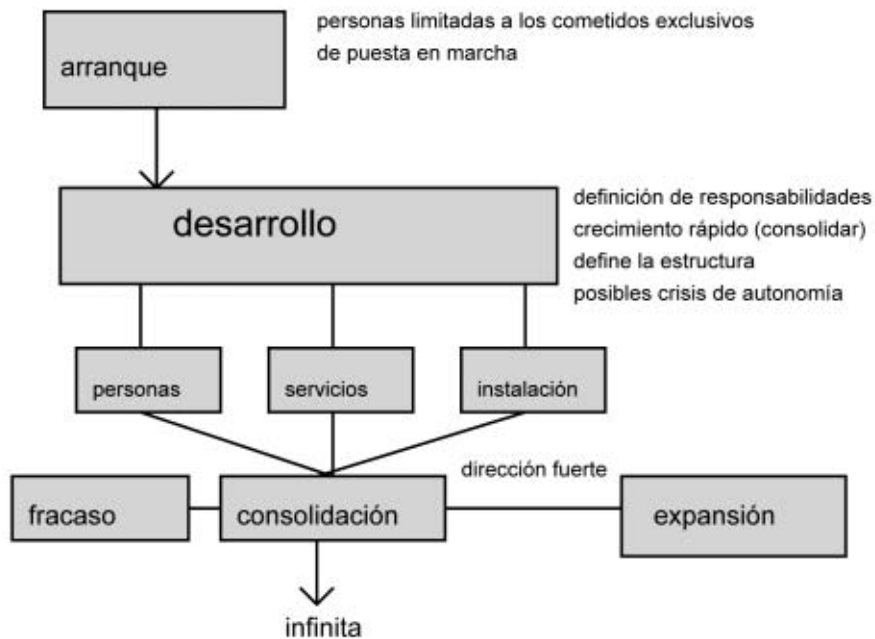 personas limitadas a los cometidos exclusivos
de puesta en marcha
arranque
desarrollo
definición de responsabilidades
crecimiento rápido (consolidar)
define la estructura
posibles crisis de autonomía
personas
servicios
instalación
dirección fuerte
fracaso
consolidación
expansión
infinita